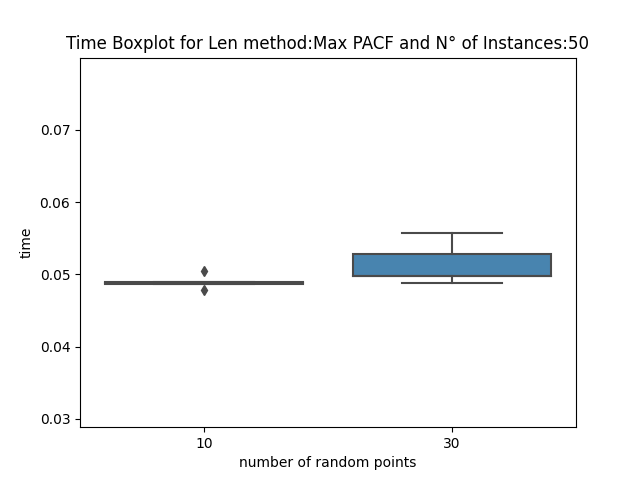 Time Boxplot for Len method:Max PACF and N° of Instances:50
0.07
0.06
0.05
0.04
0.03
time
10
30
number of random points